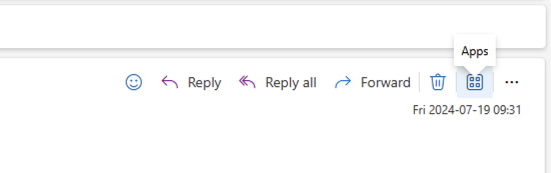 Apps
Reply Reply all Forward
Fri 2024-07-19 09:31